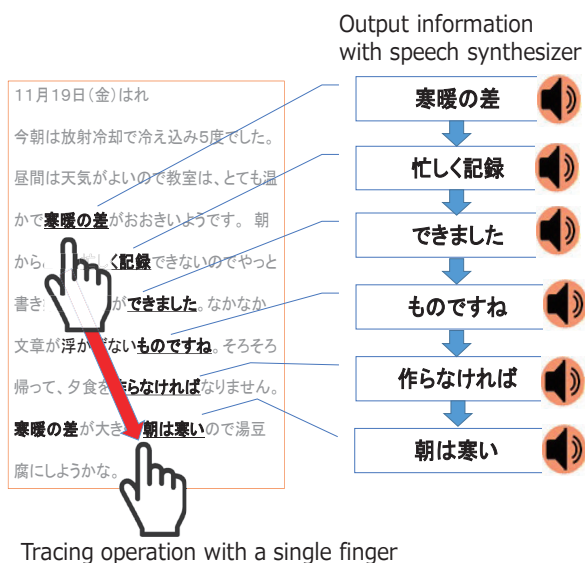 Output information
with speech synthesizer
11月19日(金)はれ
今朝は放射冷却で冷え込み5度でした。
昼間は天気がよいので教室は、とても温
かで寒暖の差がおおきいようです。 朝
から 忙しく記録できないのでやっと
書き が できました。なかなか
文章が浮かばないものですね。そろそろ
帰って、夕食を作らなければなりません。
寒暖の差が大き 朝は寒いので湯豆
腐にしようかな。
寒暖の差
忙しく記録
できました
ものですね
作らなければ
朝は寒い
Tracing operation with a single finger